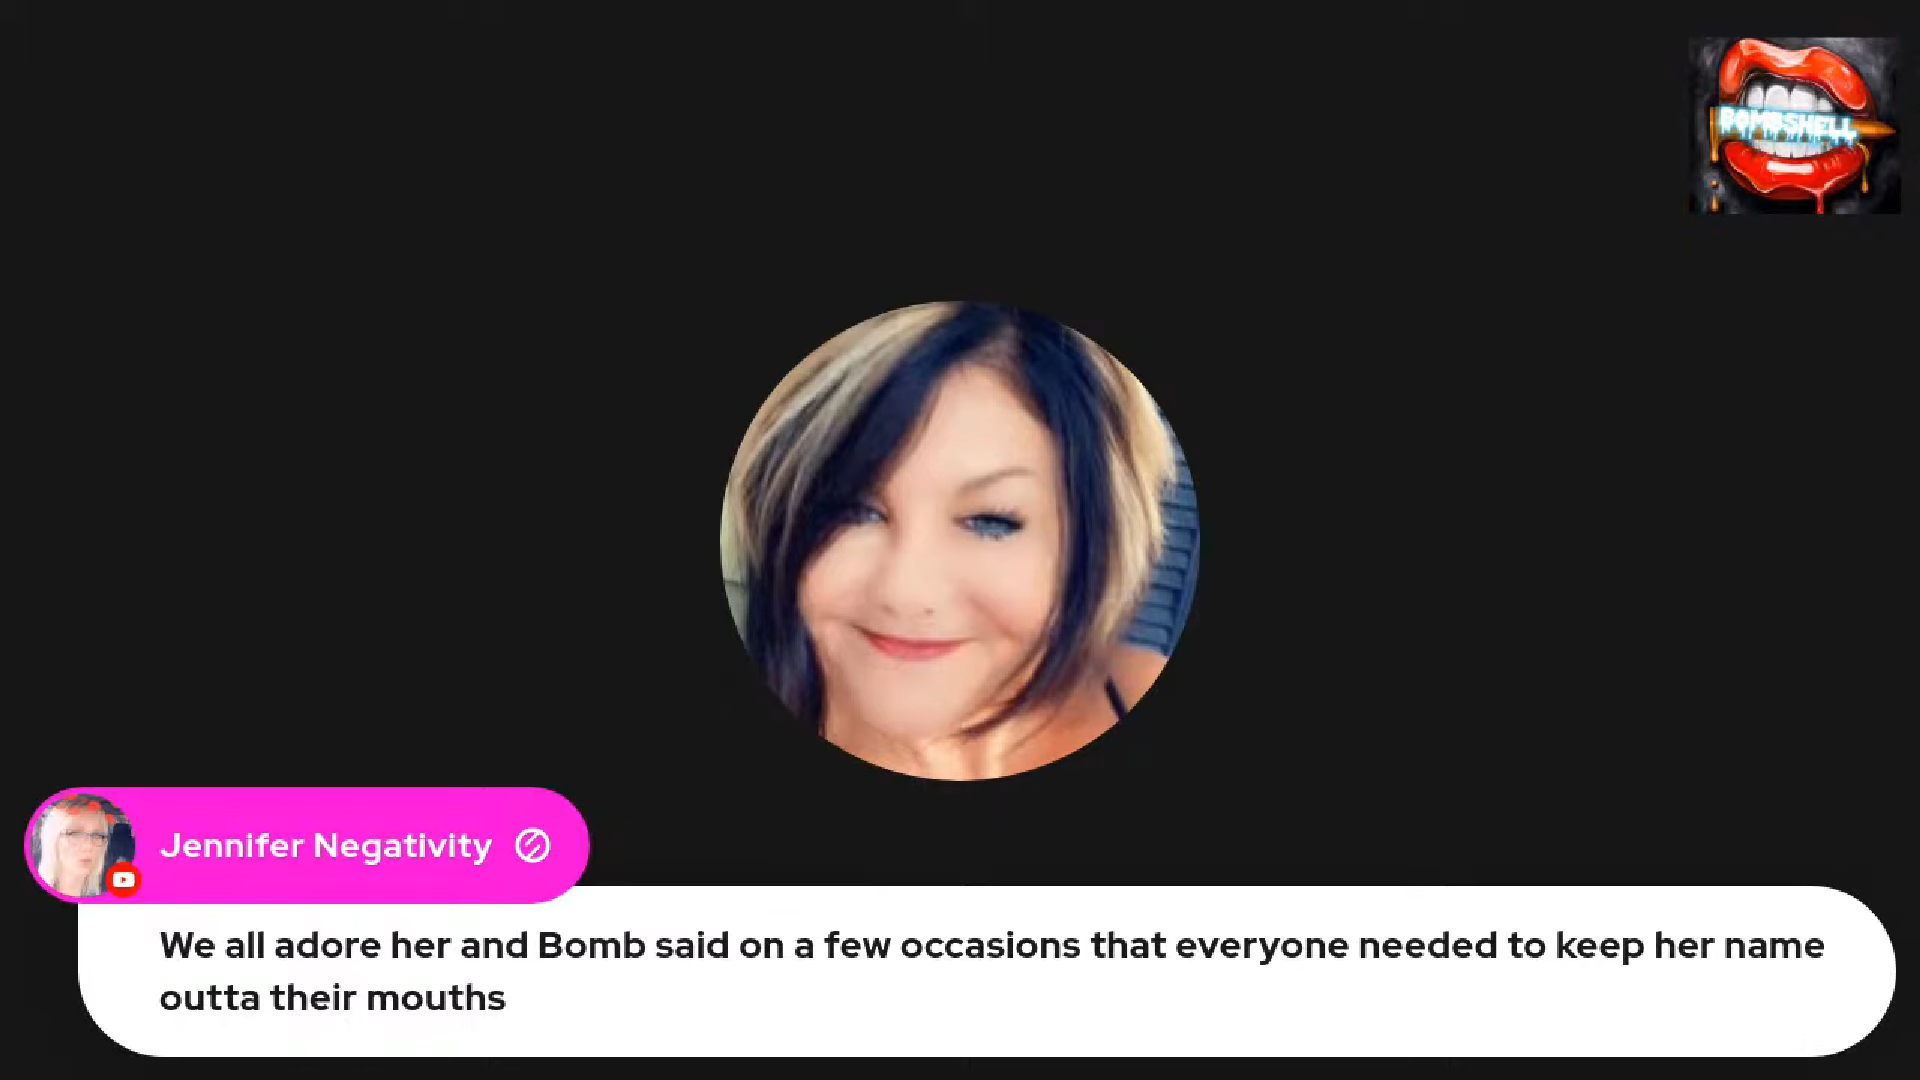 BOMBSHELL
Jennifer Negativity
We all adore her and Bomb said on a few occasions that everyone needed to keep her name
outta their mouths